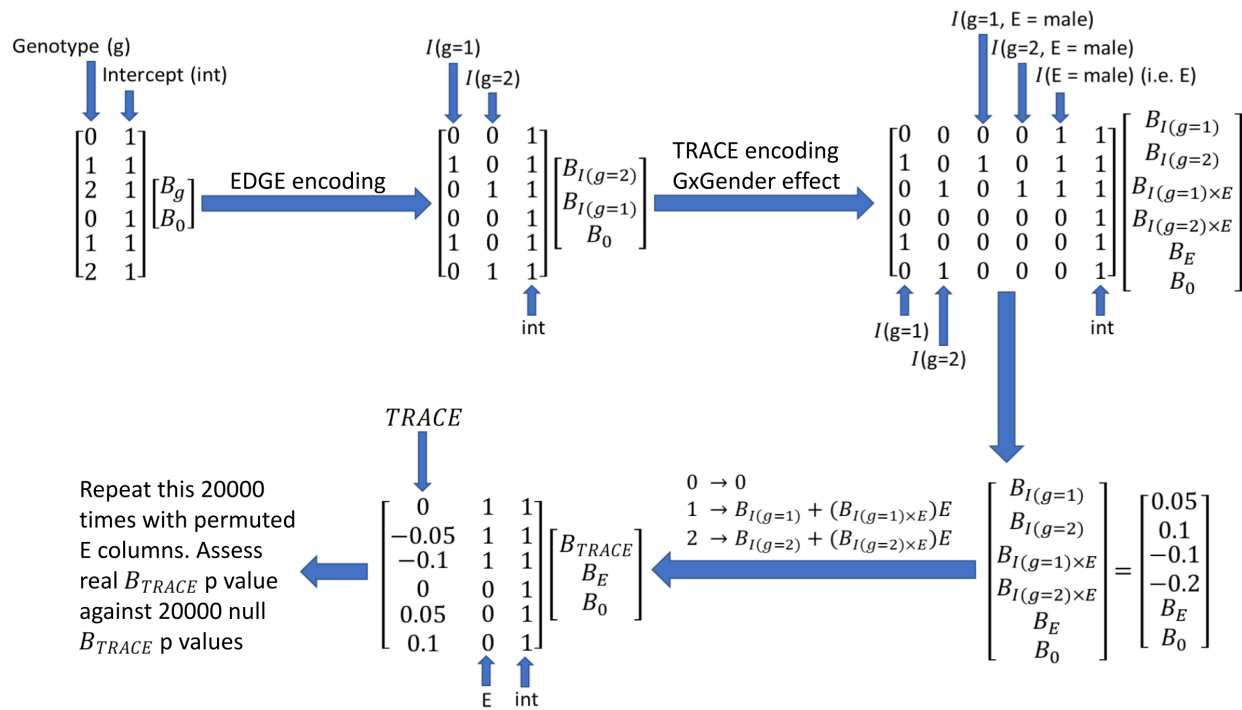 Genotype (g)
Intercept (int)
0 1
1 1
2 1
0 1
1 1
2 1
B_g
B_0
EDGE encoding
I(g=1)
I(g=2)
0 0 1
1 0 1
0 1 1
0 0 1
1 0 1
0 1 1
B_I(g=2)
B_I(g=1)
B_0
int
TRACE encoding
GxGender effect
I(g=1, E = male)
I(g=2, E = male)
I(E = male) (i.e. E)
0 0 0 0 1 1
1 0 1 0 1 1
0 1 0 1 1 1
0 0 0 0 0 1
1 0 0 0 0 1
0 1 0 0 0 1
B_I(g=1)
B_I(g=2)
B_I(g=1)×E
B_I(g=2)×E
B_E
B_0
I(g=1)
I(g=2)
int
B_I(g=1)
B_I(g=2)
B_I(g=1)×E
B_I(g=2)×E
B_E
B_0
=
0.05
0.1
−0.1
−0.2
B_E
B_0
0 → 0
1 → B_I(g=1) + (B_I(g=1)×E)E
2 → B_I(g=2) + (B_I(g=2)×E)E
TRACE
0 1 1
−0.05 1 1
−0.1 1 1
0 0 1
0.05 0 1
0.1 0 1
B_TRACE
B_E
B_0
E
int
Repeat this 20000
times with permuted
E columns. Assess
real B_TRACE p value
against 20000 null
B_TRACE p values